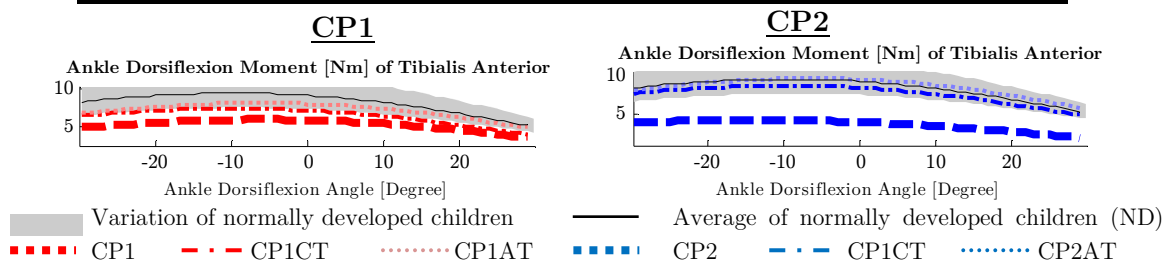 CP1
CP2
Ankle Dorsiflexion Moment [Nm] of Tibialis Anterior
Ankle Dorsiflexion Moment [Nm] of Tibialis Anterior
10
5
-20 -10 0 10 20
Ankle Dorsiflexion Angle [Degree]
10
5
-20 -10 0 10 20
Ankle Dorsiflexion Angle [Degree]
Variation of normally developed children
Average of normally developed children (ND)
CP1 CP1CT CP1AT
CP2 CP1CT CP2AT